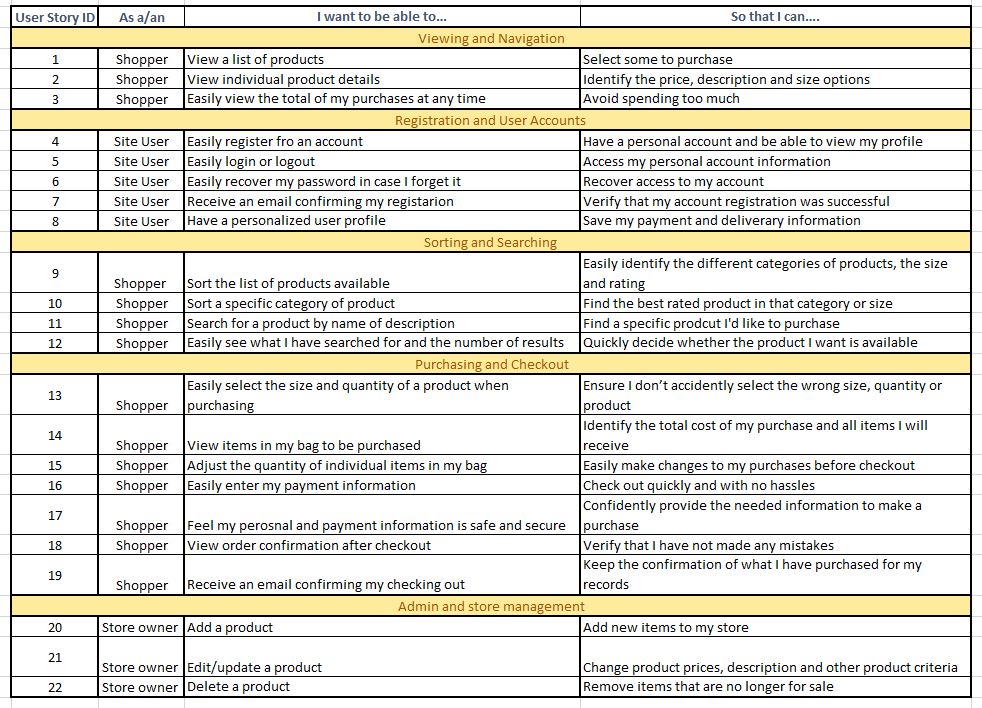 User Story ID As a/an I want to be able to... So that I can....
Viewing and Navigation
1 Shopper View a list of products Select some to purchase
2 Shopper View individual product details Identify the price, description and size options
3 Shopper Easily view the total of my purchases at any time Avoid spending too much
Registration and User Accounts
4 Site User Easily register fro an account Have a personal account and be able to view my profile
5 Site User Easily login or logout Access my personal account information
6 Site User Easily recover my password in case I forget it Recover access to my account
7 Site User Receive an email confirming my registarion Verify that my account registration was successful
8 Site User Have a personalized user profile Save my payment and deliverary information
Sorting and Searching
9 Shopper Sort the list of products available Easily identify the different categories of products, the size
and rating
10 Shopper Sort a specific category of product Find the best rated product in that category or size
11 Shopper Search for a product by name of description Find a specific prodcut I'd like to purchase
12 Shopper Easily see what I have searched for and the number of results Quickly decide whether the product I want is available
Purchasing and Checkout
13 Shopper Easily select the size and quantity of a product when
purchasing Ensure I don't accidently select the wrong size, quantity or
product
14 Shopper View items in my bag to be purchased Identify the total cost of my purchase and all items I will
receive
15 Shopper Adjust the quantity of individual items in my bag Easily make changes to my purchases before checkout
16 Shopper Easily enter my payment information Check out quickly and with no hassles
17 Shopper Feel my perosnal and payment information is safe and secure Confidently provide the needed information to make a
purchase
18 Shopper View order confirmation after checkout Verify that I have not made any mistakes
19 Shopper Receive an email confirming my checking out Keep the confirmation of what I have purchased for my
records
Admin and store management
20 Store owner Add a product Add new items to my store
21 Store owner Edit/update a product Change product prices, description and other product criteria
22 Store owner Delete a product Remove items that are no longer for sale